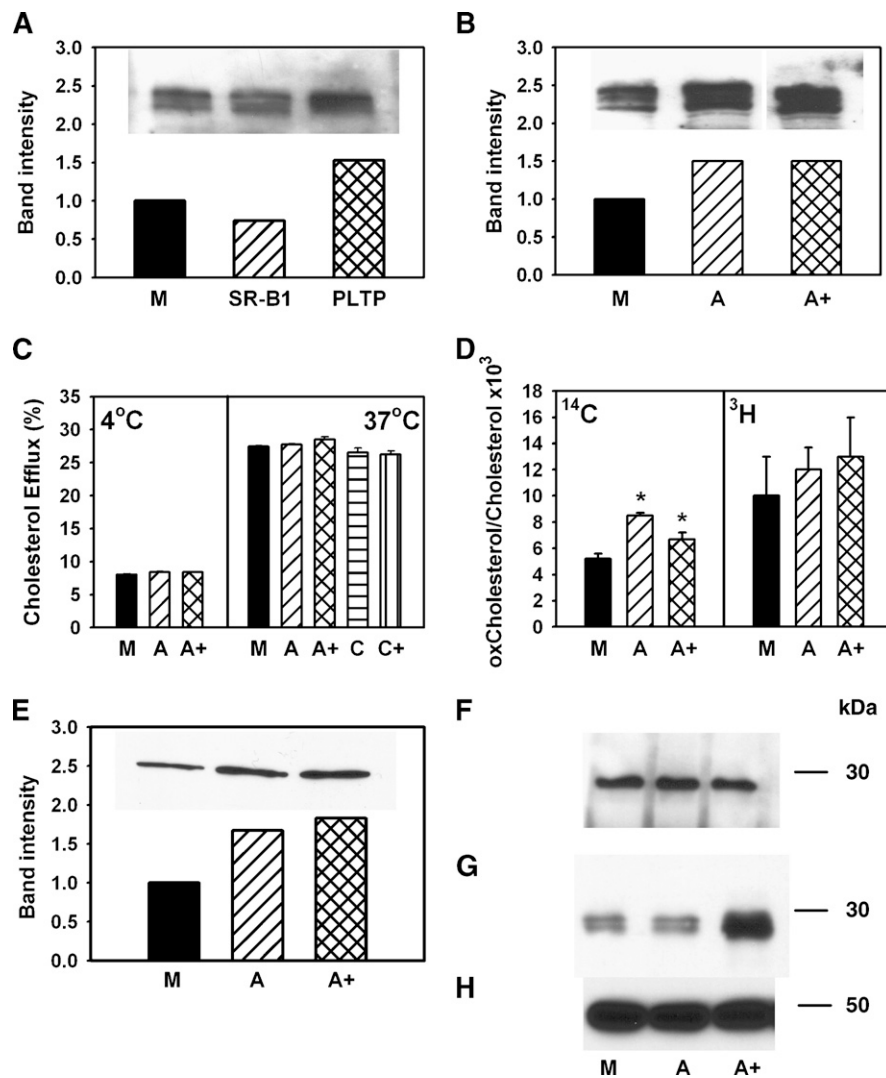 A
Band intensity
3.0
2.5
2.0
1.5
1.0
0.5
0.0
M SR-B1 PLTP
B
Band intensity
3.0
2.5
2.0
1.5
1.0
0.5
0.0
M A A+
C
Cholesterol Efflux (%)
40
35
30
25
20
15
10
5
0
4°C
37°C
M A A+ M A A+ C C+
D
oxCholesterol/Cholesterol x10³
18
16
14
12
10
8
6
4
2
0
¹⁴C
³H
* *
M A A+ M A A+
E
Band intensity
3.0
2.5
2.0
1.5
1.0
0.5
0.0
M A A+
F
kDa
30
G
30
H
50
M A A+